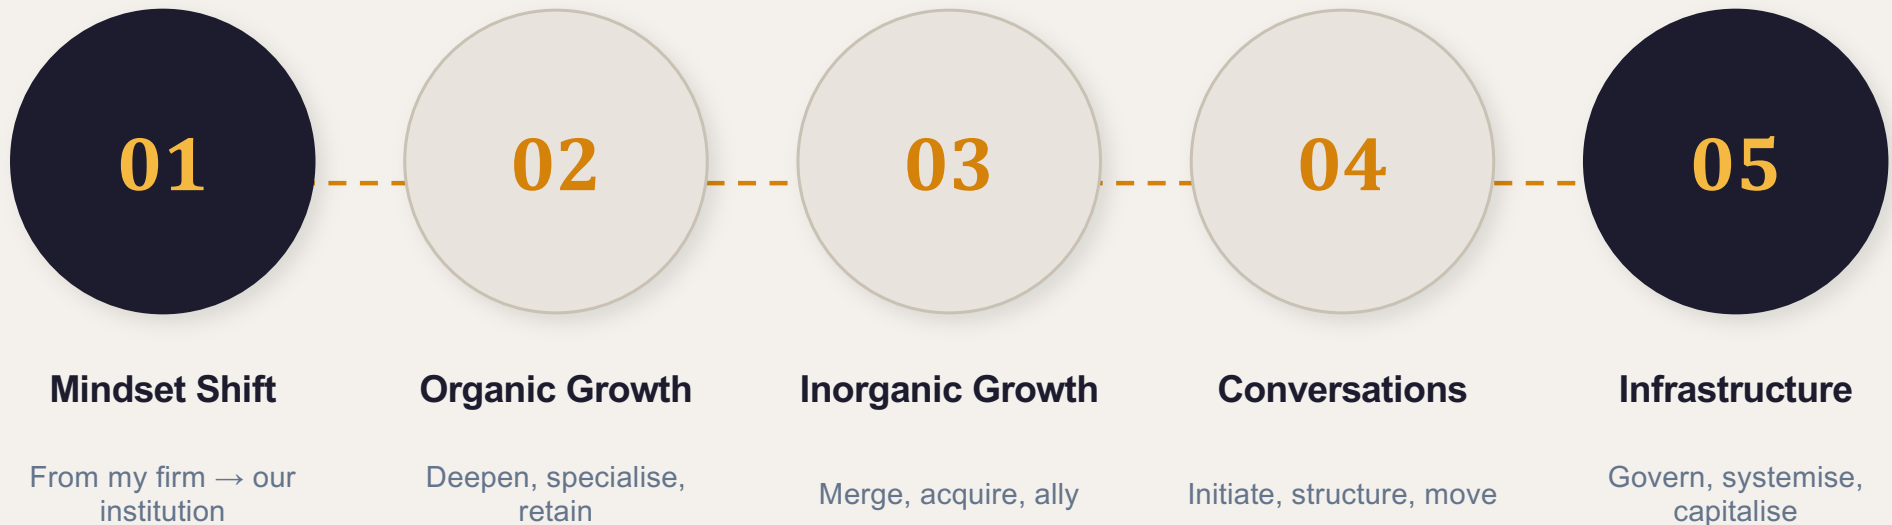 01
02
03
04
05
Mindset Shift
Organic Growth
Inorganic Growth
Conversations
Infrastructure
From my firm → our
institution
Deepen, specialise,
retain
Merge, acquire, ally
Initiate, structure, move
Govern, systemise,
capitalise